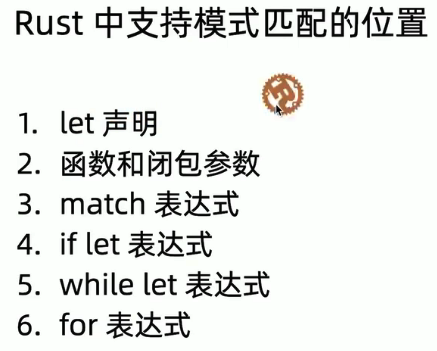 Rust 中支持模式匹配的位置
1. let 声明
2. 函数和闭包参数
3. match 表达式
4. if let 表达式
5. while let 表达式
6. for 表达式